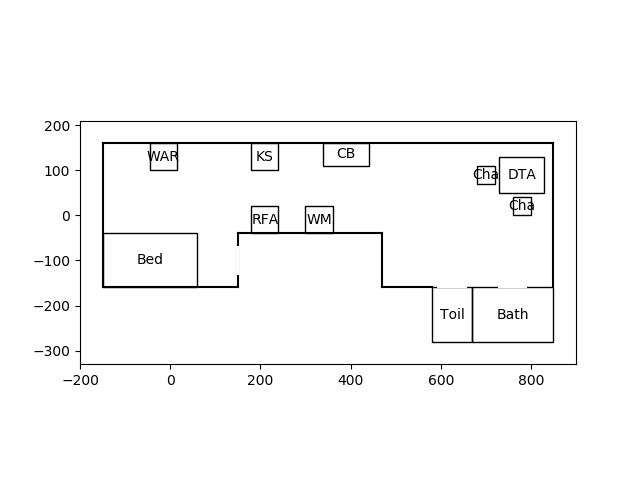 200
100
0
−100
−200
−300
−200
0
200
400
600
800
WAR
KS
CB
Cha
DTA
Cha
RFA
WM
Bed
Toil
Bath